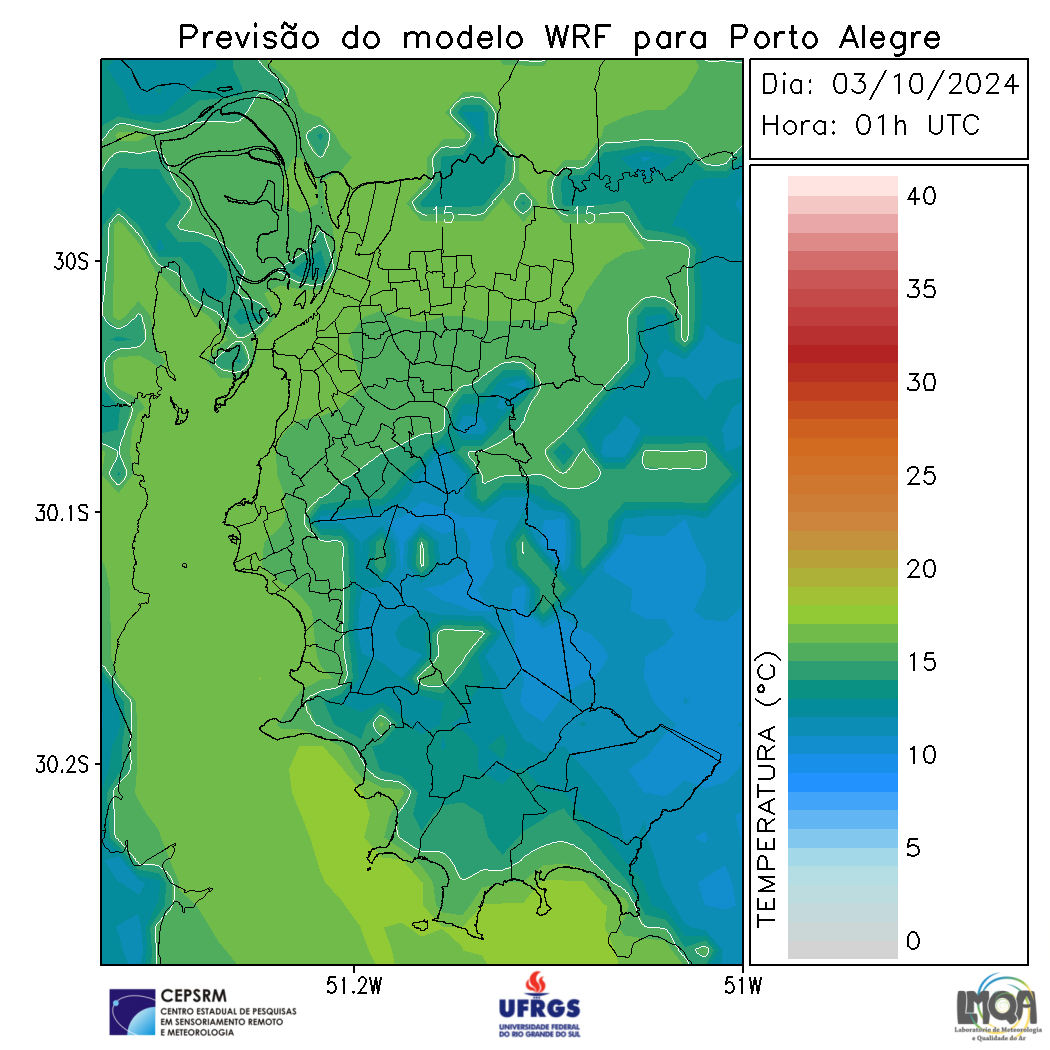 Previsão do modelo WRF para Porto Alegre
Dia: 03/10/2024
Hora: 01h UTC
15
15
30S
30.1S
30.2S
51.2W
51W
40
35
30
25
20
15
10
5
0
TEMPERATURA (°C)
CEPSRM
CENTRO ESTADUAL DE PESQUISAS
EM SENSORIAMENTO REMOTO
E METEOROLOGIA
UFRGS
UNIVERSIDADE FEDERAL
DO RIO GRANDE DO SUL
LMQA
Laboratório de Meteorologia
e Qualidade do Ar